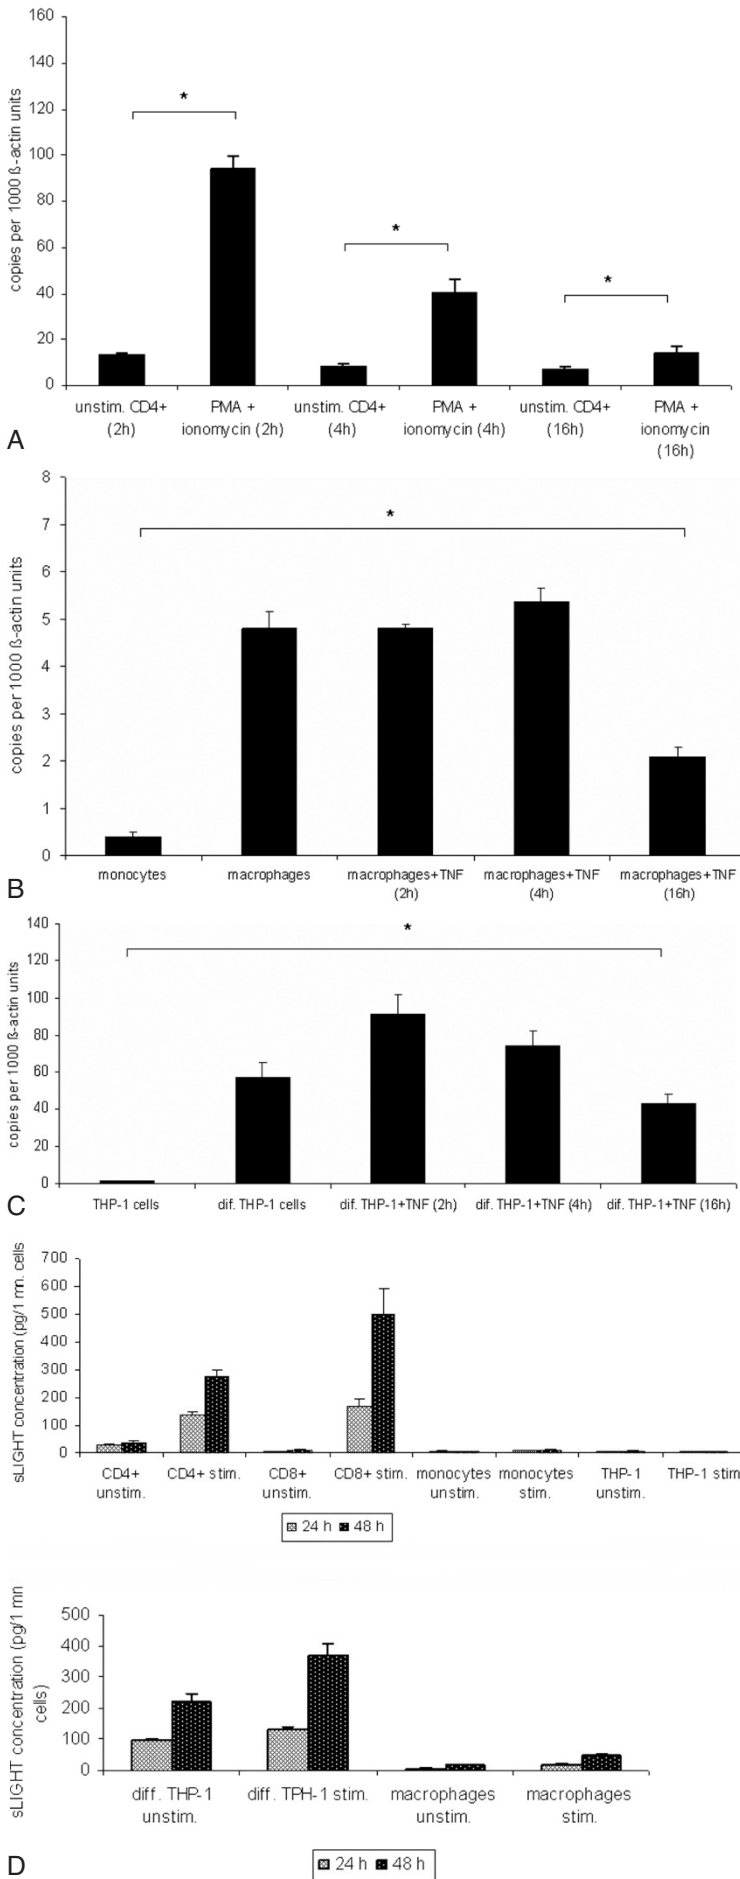 160
140
120
100
80
60
40
20
0
copies per 1000 ß-actin units
*
*
*
unstim. CD4+
(2h)
PMA +
ionomycin (2h)
unstim. CD4+
(4h)
PMA +
ionomycin (4h)
unstim. CD4+
(16h)
PMA +
ionomycin
(16h)
A
8
7
6
5
4
3
2
1
0
copies per 1000 ß-actin units
*
monocytes
macrophages
macrophages+TNF
(2h)
macrophages+TNF
(4h)
macrophages+TNF
(16h)
B
140
120
100
80
60
40
20
0
copies per 1000 ß-actin units
*
THP-1 cells
dif. THP-1 cells
dif. THP-1+TNF (2h)
dif. THP-1+TNF (4h)
dif. THP-1+TNF (16h)
C
700
600
500
400
300
200
100
0
sLIGHT concentration (pg/1 mn. cells
CD4+
unstim.
CD4+ stim.
CD8+
unstim.
CD8+ stim.
monocytes
unstim.
monocytes
stim.
THP-1
unstim.
THP-1 stim
24 h 48 h
500
400
300
200
100
0
sLIGHT concentration (pg/1 mn
cells)
diff. THP-1
unstim.
diff. TPH-1 stim.
macrophages
unstim.
macrophages
stim.
24 h 48 h
D